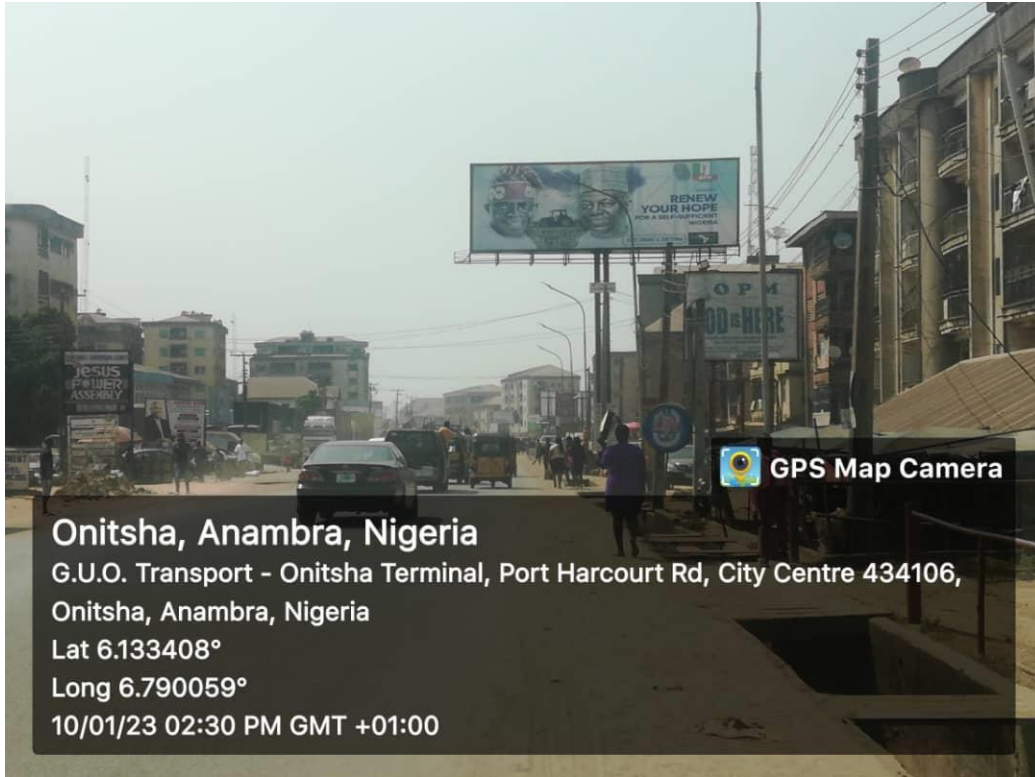 RENEW
YOUR HOPE
FOR A SELF-SUFFICIENT
NIGERIA
O P M
OD IS HERE
JESUS
POWER
ASSEMBLY
GPS Map Camera
Onitsha, Anambra, Nigeria
G.U.O. Transport - Onitsha Terminal, Port Harcourt Rd, City Centre 434106,
Onitsha, Anambra, Nigeria
Lat 6.133408°
Long 6.790059°
10/01/23 02:30 PM GMT +01:00